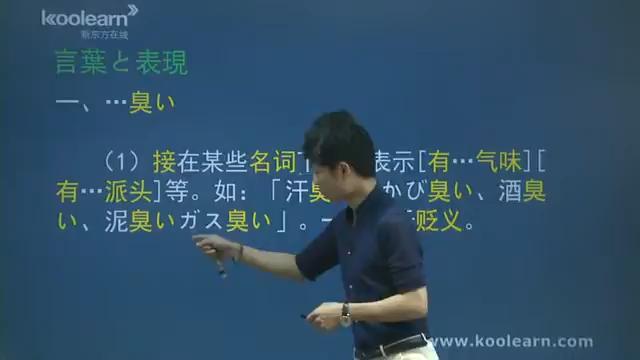 koolearn
新东方在线
言葉と表現
一、…臭い
（1）接在某些名词 表示[有…气味][
有…派头]等。如：「汗臭 かび臭い、酒臭
い、泥臭いガス臭い」。 贬义。
www.koolearn.com